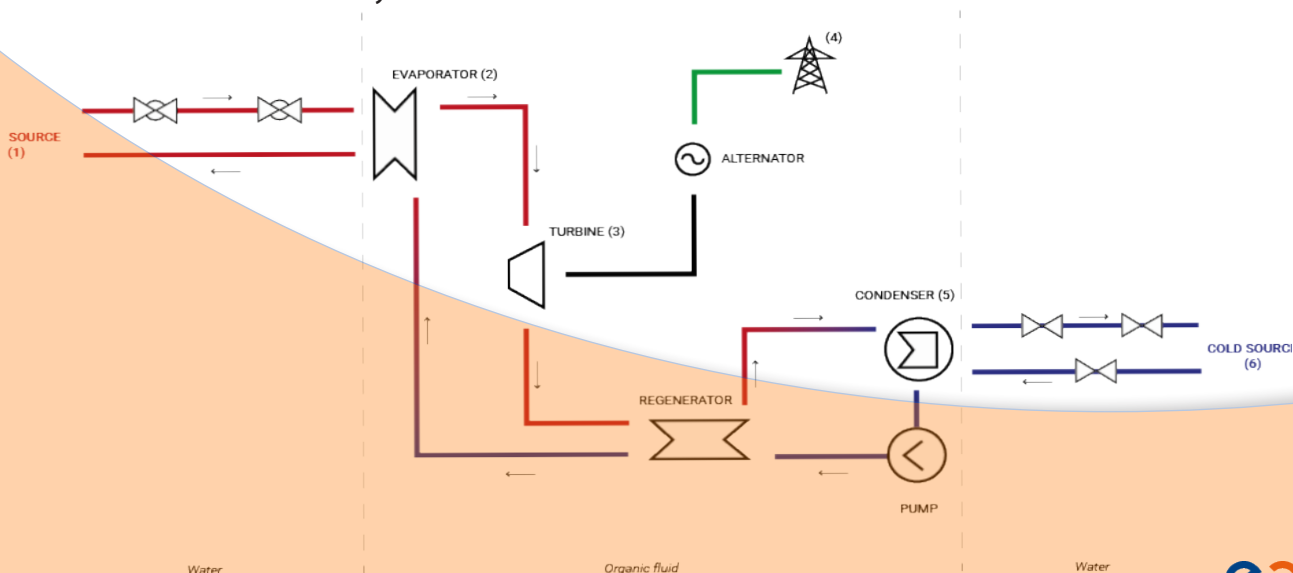 (4)
EVAPORATOR (2)
SOURCE
(1)
ALTERNATOR
TURBINE (3)
CONDENSER (5)
COLD SOURC
(6)
REGENERATOR
PUMP
Water
Organic fluid
Water